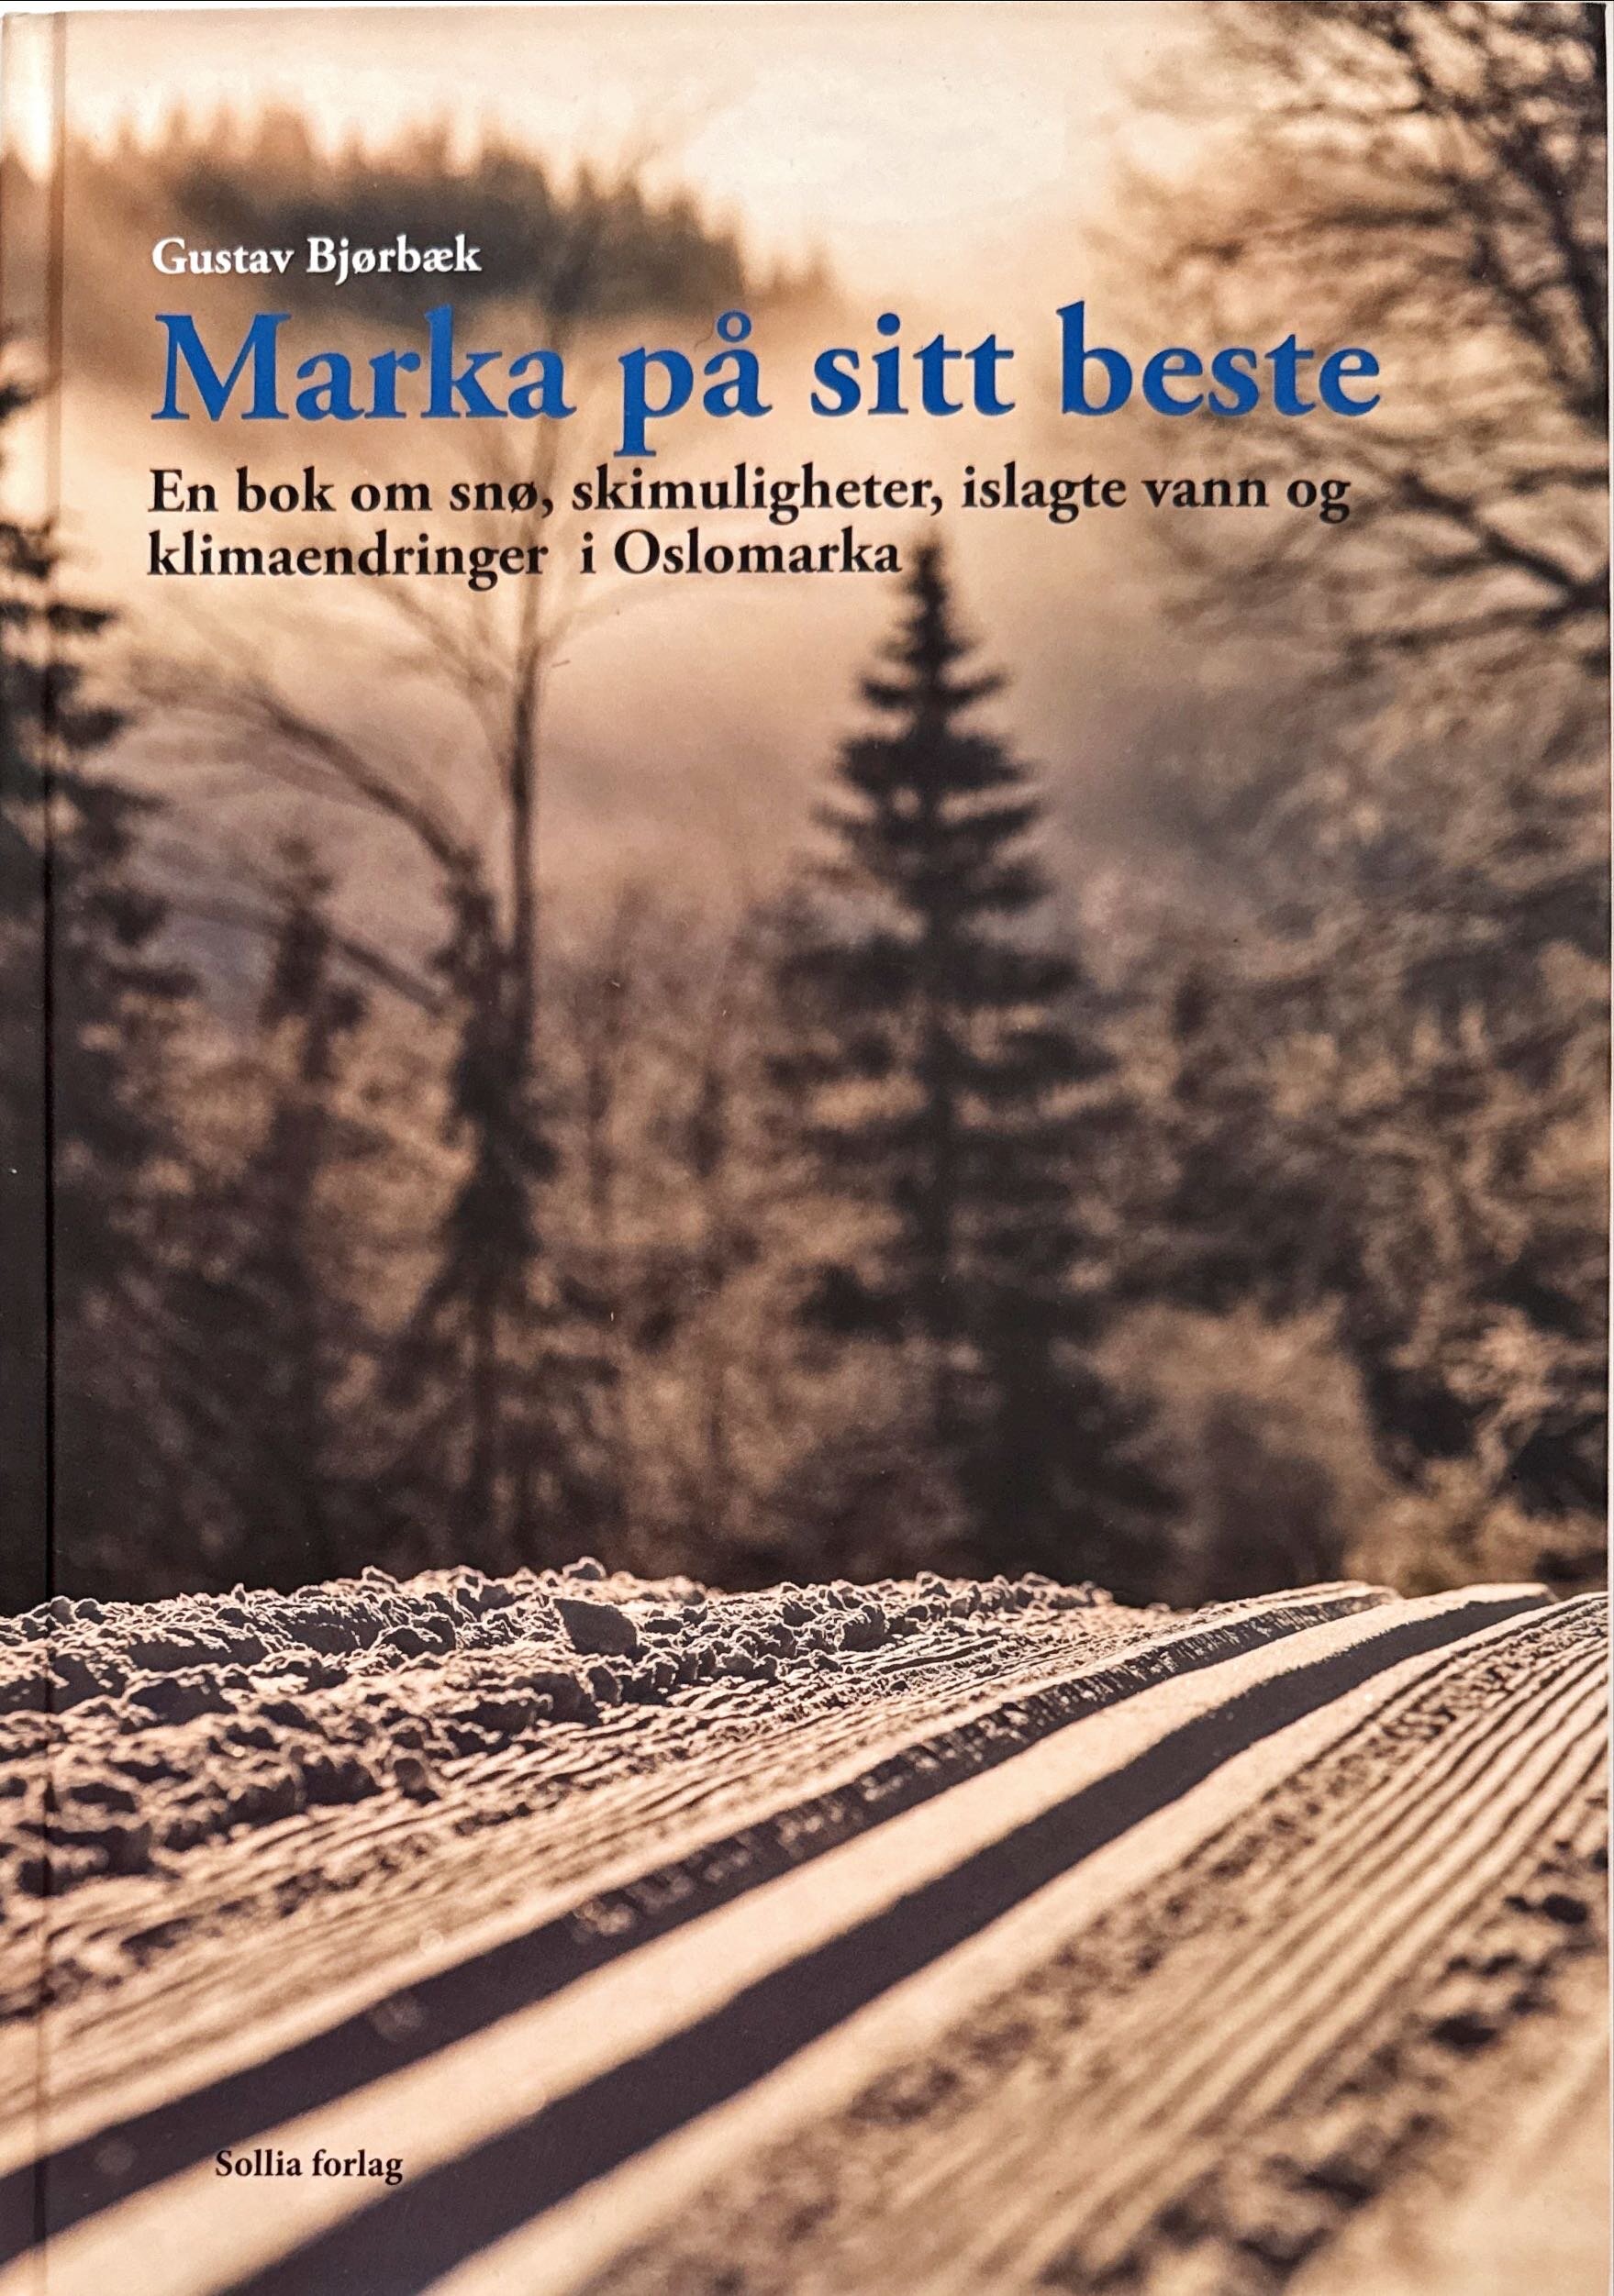 Gustav Bjørbæk
Marka på sitt beste
En bok om snø, skimuligheter, islagte vann og
klimaendringer i Oslomarka
Sollia forlag